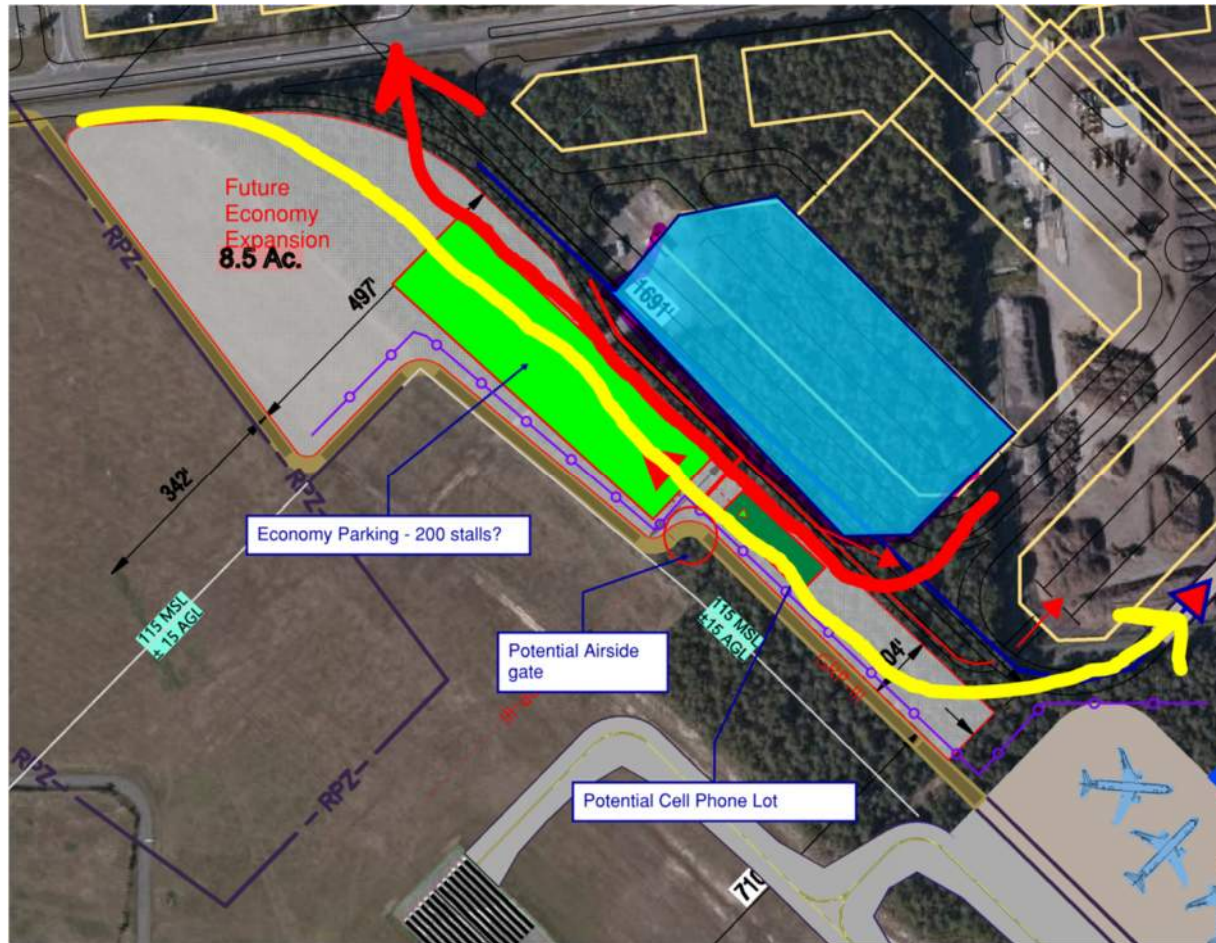 Future
Economy
Expansion
8.5 Ac.
RPZ
497'
1691'
342'
RPZ
Economy Parking - 200 stalls?
115 MSL
± 15 AGL
115 MSL
±15 AGL
Potential Airside
gate
04'
RPZ
RPZ
Potential Cell Phone Lot
710